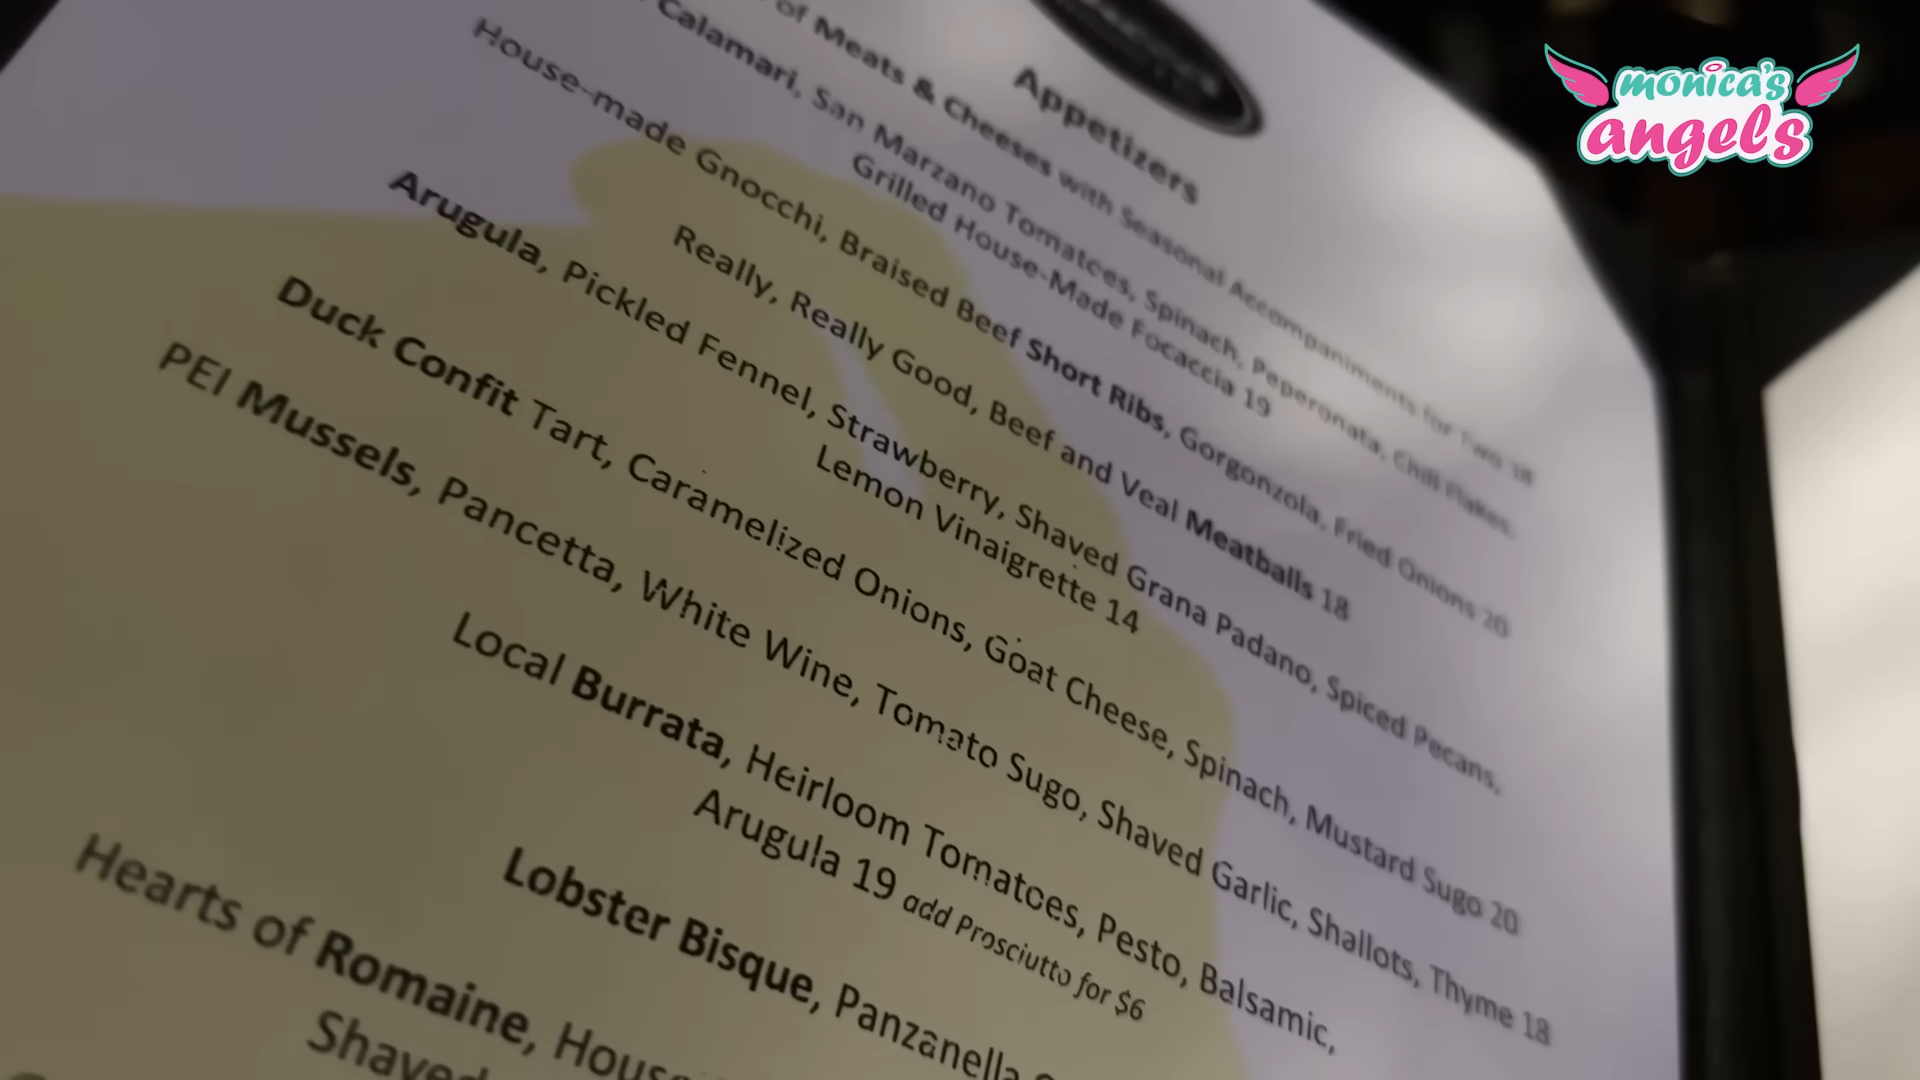 monica's
angels
Appetizers
of Meats & Cheeses with Seasonal Accompaniments for Two 18
Calamari, San Marzano Tomatoes, Spinach, Peperonata, Chili Flakes,
Grilled House-Made Focaccia 19
House-made Gnocchi, Braised Beef Short Ribs, Gorgonzola, Fried Onions 20
Really, Really Good, Beef and Veal Meatballs 18
Arugula, Pickled Fennel, Strawberry, Shaved Grana Padano, Spiced Pecans,
Lemon Vinaigrette 14
Duck Confit Tart, Caramelized Onions, Goat Cheese, Spinach, Mustard Sugo 20
PEI Mussels, Pancetta, White Wine, Tomato Sugo, Shaved Garlic, Shallots, Thyme 18
Local Burrata, Heirloom Tomatoes, Pesto, Balsamic,
Arugula 19 add Prosciutto for $6
Lobster Bisque, Panzanella
Hearts of Romaine, House
Shaved